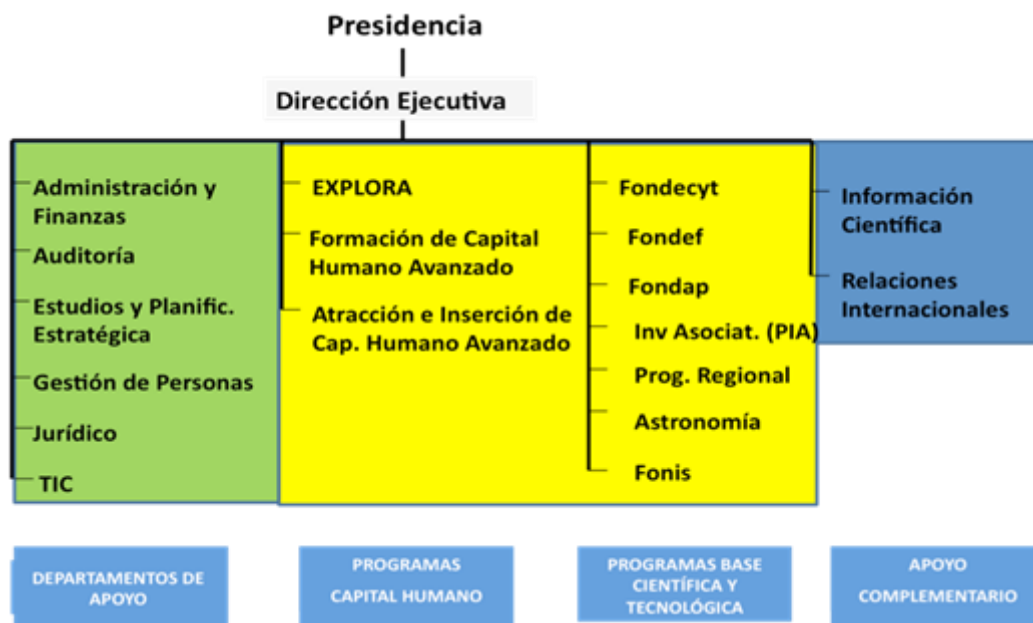 Presidencia
Dirección Ejecutiva
Administración y
Finanzas
Auditoría
Estudios y Planific.
Estratégica
Gestión de Personas
Jurídico
TIC
EXPLORA
Formación de Capital
Humano Avanzado
Atracción e Inserción de
Cap. Humano Avanzado
Fondecyt
Fondef
Fondap
Inv Asociat. (PIA)
Prog. Regional
Astronomía
Fonis
Información
Científica
Relaciones
Internacionales
DEPARTAMENTOS DE
APOYO
PROGRAMAS
CAPITAL HUMANO
PROGRAMAS BASE
CIENTÍFICA Y
TECNOLÓGICA
APOYO
COMPLEMENTARIO